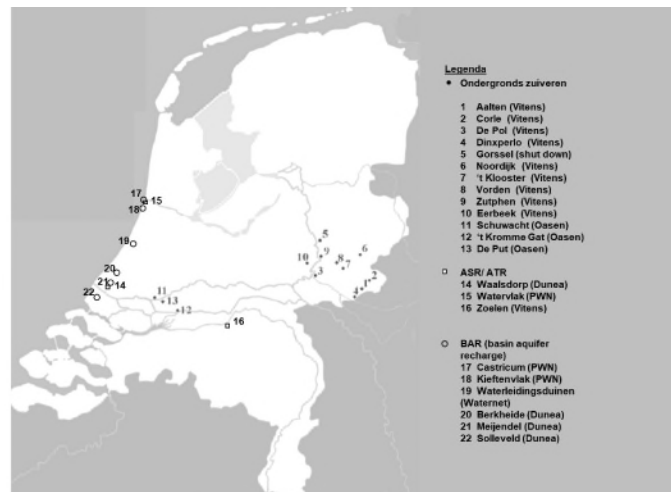 Legenda
Ondergronds zuiveren
1 Aalten (Vitens)
2 Corle (Vitens)
3 De Pol (Vitens)
4 Dinxperlo (Vitens)
5 Gorssel (shut down)
6 Noordijk (Vitens)
7 't Klooster (Vitens)
8 Vorden (Vitens)
9 Zutphen (Vitens)
10 Eerbeek (Vitens)
11 Schuwacht (Oasen)
12 't Kromme Gat (Oasen)
13 De Put (Oasen)
ASR/ ATR
14 Waalsdorp (Dunea)
15 Watervlak (PWN)
16 Zoelen (Vitens)
BAR (basin aquifer
recharge)
17 Castricum (PWN)
18 Kieftenvlak (PWN)
19 Waterleidingsduinen
(Waternet)
20 Berkheide (Dunea)
21 Meijendel (Dunea)
22 Solleveld (Dunea)
17
15
18
19
5
6
9
10
8
7
3
2
1
4
20
21
14
22
11
13
12
16